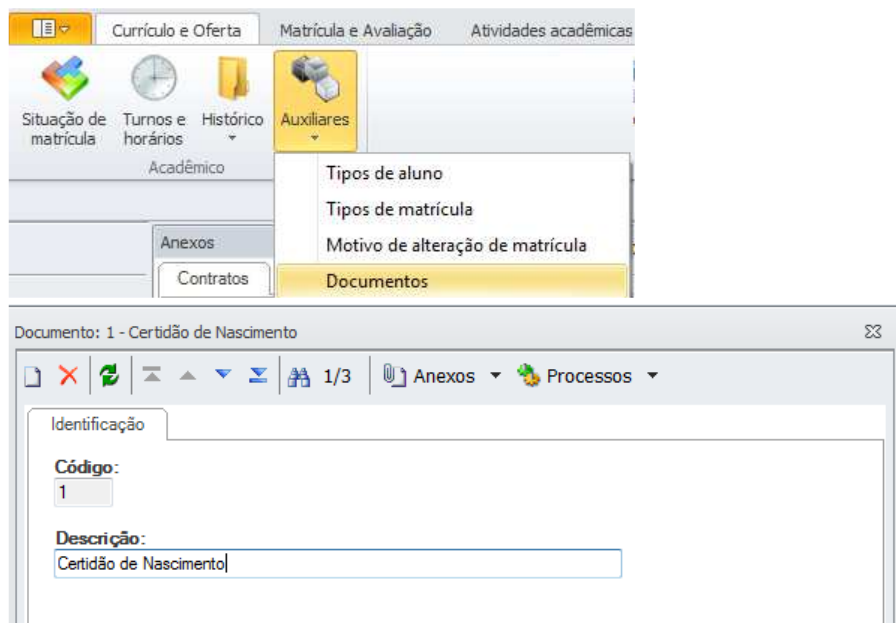 Currículo e Oferta Matrícula e Avaliação Atividades acadêmicas
Situação de matrícula Turnos e horários Histórico Auxiliares
Acadêmico
Tipos de aluno
Tipos de matrícula
Anexos
Motivo de alteração de matrícula
Contratos
Documentos
Documento: 1 - Certidão de Nascimento
1/3 Anexos Processos
Identificação
Código:
1
Descrição:
Certidão de Nascimento